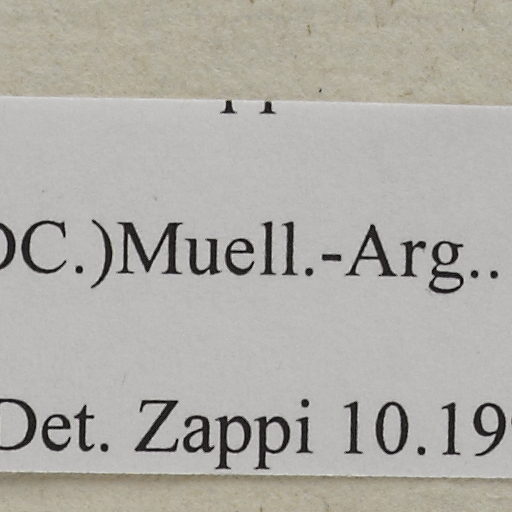 DC.)Muell.-Arg..
Det. Zappi 10.19